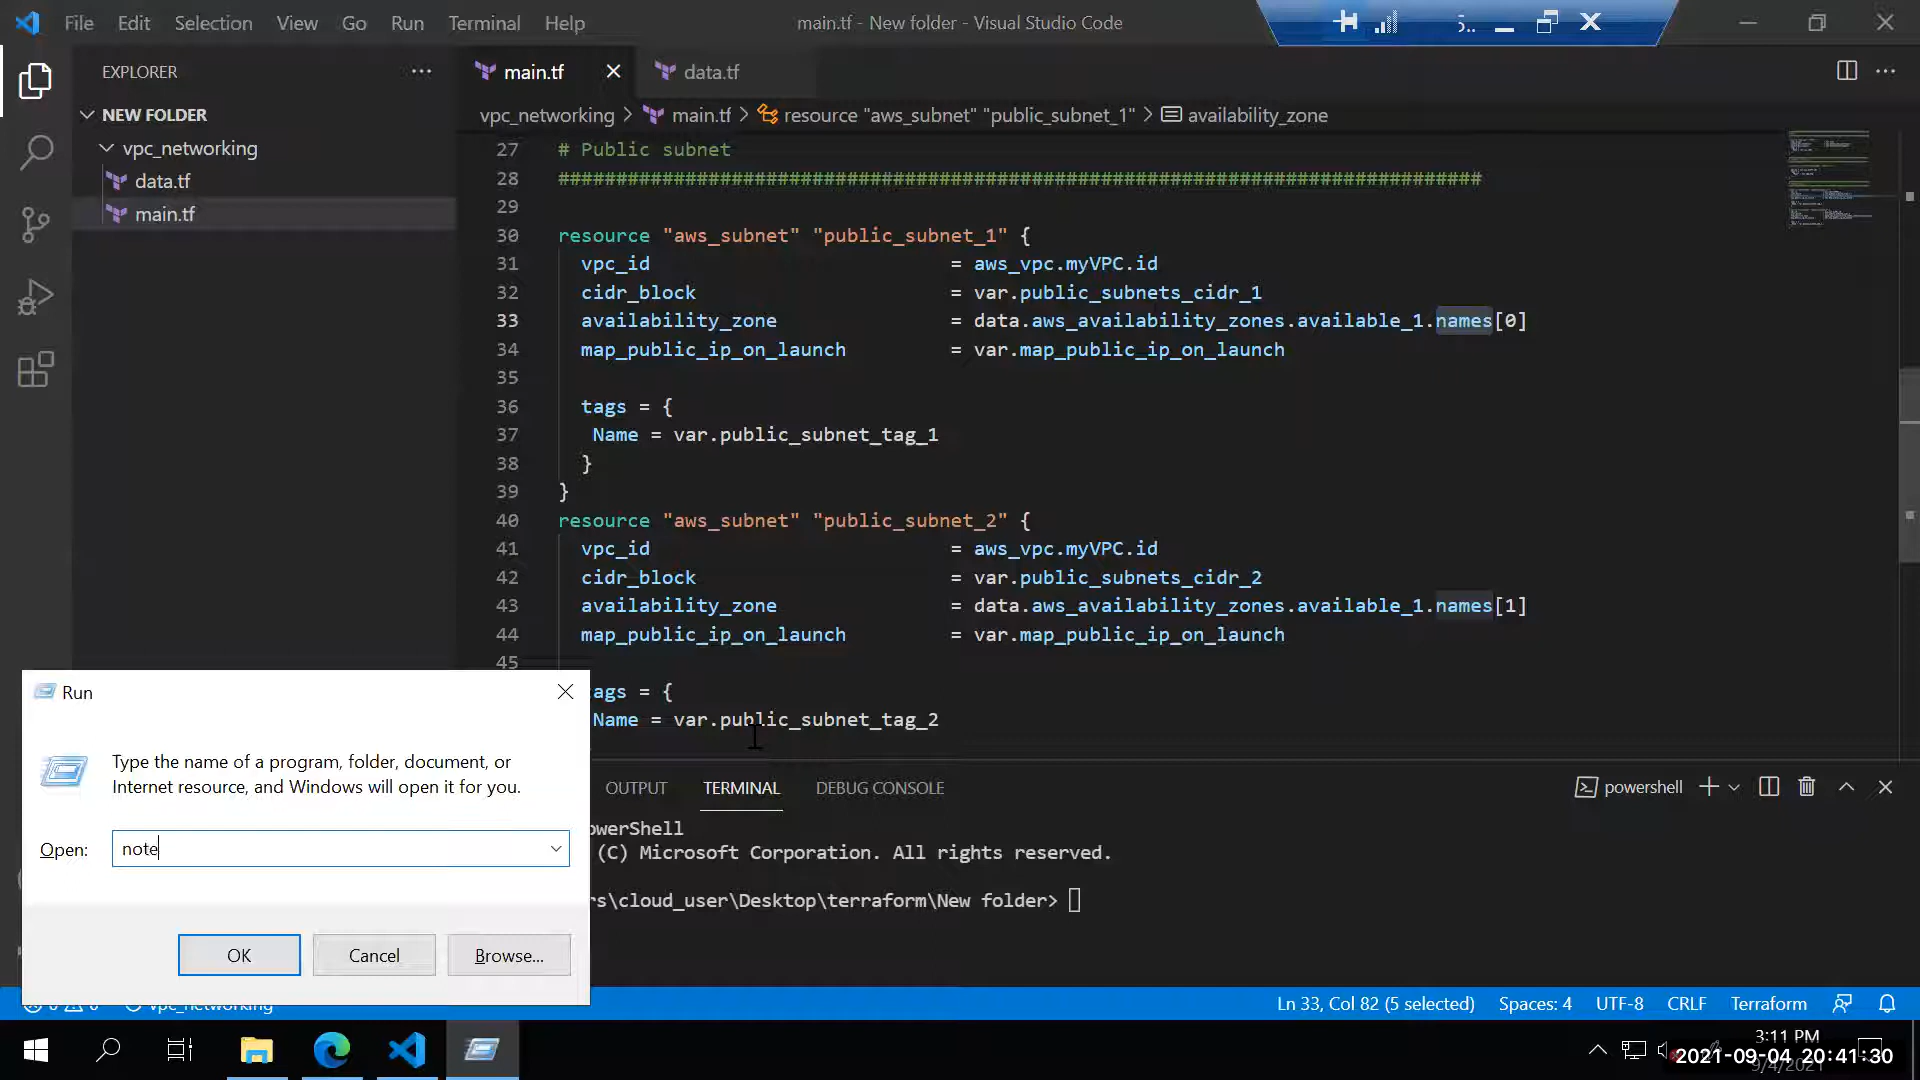 File Edit Selection View Go Run Terminal Help
main.tf - New folder - Visual Studio Code
5..
EXPLORER
NEW FOLDER
vpc_networking
data.tf
main.tf
main.tf
data.tf
vpc_networking > main.tf > resource "aws_subnet" "public_subnet_1" > availability_zone
27 # Public subnet
28 ################################################################################
29
30 resource "aws_subnet" "public_subnet_1" {
31 vpc_id = aws_vpc.myVPC.id
32 cidr_block = var.public_subnets_cidr_1
33 availability_zone = data.aws_availability_zones.available_1.names[0]
34 map_public_ip_on_launch = var.map_public_ip_on_launch
35
36 tags = {
37 Name = var.public_subnet_tag_1
38 }
39 }
40 resource "aws_subnet" "public_subnet_2" {
41 vpc_id = aws_vpc.myVPC.id
42 cidr_block = var.public_subnets_cidr_2
43 availability_zone = data.aws_availability_zones.available_1.names[1]
44 map_public_ip_on_launch = var.map_public_ip_on_launch
45
ags = {
Name = var.public_subnet_tag_2
Run
Type the name of a program, folder, document, or
Internet resource, and Windows will open it for you.
Open: note
OK Cancel Browse...
OUTPUT TERMINAL DEBUG CONSOLE
powershell
owerShell
(C) Microsoft Corporation. All rights reserved.
rs\cloud_user\Desktop\terraform\New folder>
vpc_networking
Ln 33, Col 82 (5 selected) Spaces: 4 UTF-8 CRLF Terraform
3:11 PM
2021-09-04 20:41:30